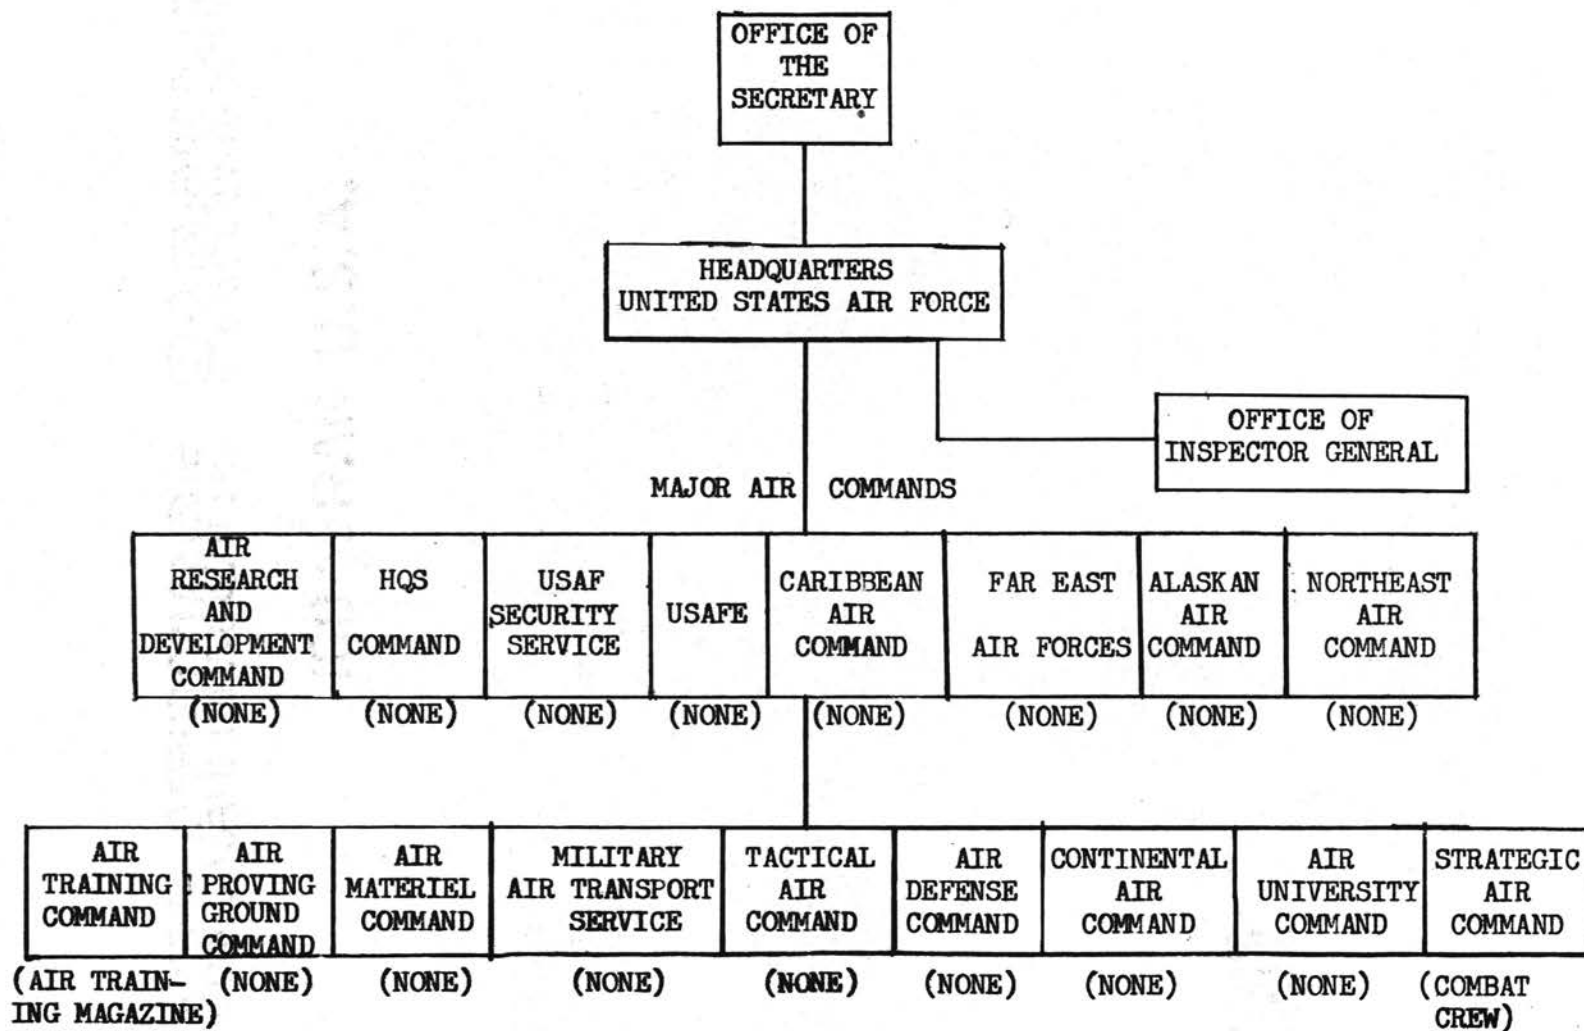 OFFICE OF
THE
SECRETARY
HEADQUARTERS
UNITED STATES AIR FORCE
OFFICE OF
INSPECTOR GENERAL
MAJOR AIR COMMANDS
AIR
RESEARCH
AND
DEVELOPMENT
COMMAND
(NONE)
HQS
COMMAND
(NONE)
USAF
SECURITY
SERVICE
(NONE)
USAFE
(NONE)
CARIBBEAN
AIR
COMMAND
(NONE)
FAR EAST
AIR FORCES
(NONE)
ALASKAN
AIR
COMMAND
(NONE)
NORTHEAST
AIR
COMMAND
(NONE)
AIR
TRAINING
COMMAND
(AIR TRAIN-
ING MAGAZINE)
AIR
PROVING
GROUND
COMMAND
(NONE)
AIR
MATERIEL
COMMAND
(NONE)
MILITARY
AIR TRANSPORT
SERVICE
(NONE)
TACTICAL
AIR
COMMAND
(NONE)
AIR
DEFENSE
COMMAND
(NONE)
CONTINENTAL
AIR
COMMAND
(NONE)
AIR
UNIVERSITY
COMMAND
(NONE)
STRATEGIC
AIR
COMMAND
(COMBAT
CREW)